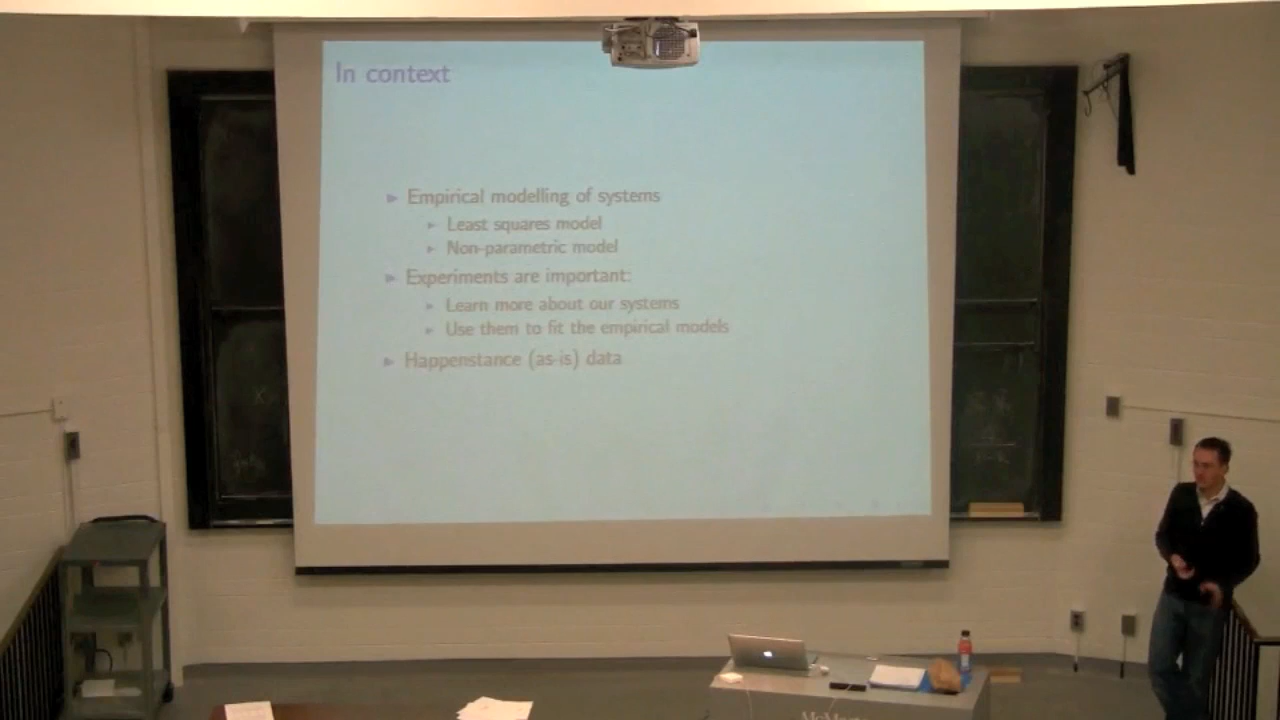 In context
Empirical modelling of systems
Least squares model
Non-parametric model
Experiments are important:
Learn more about our systems
Use them to fit the empirical models
Happenstance (as-is) data